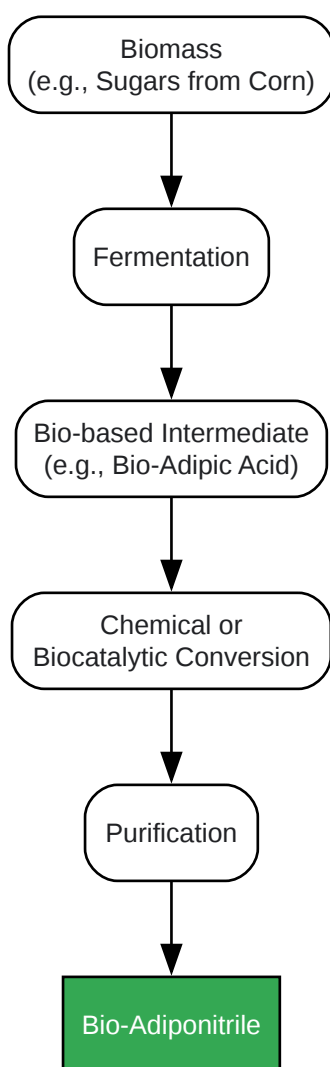 Biomass
(e.g., Sugars from Corn)
Fermentation
Bio-based Intermediate
(e.g., Bio-Adipic Acid)
Chemical or
Biocatalytic Conversion
Purification
Bio-Adiponitrile